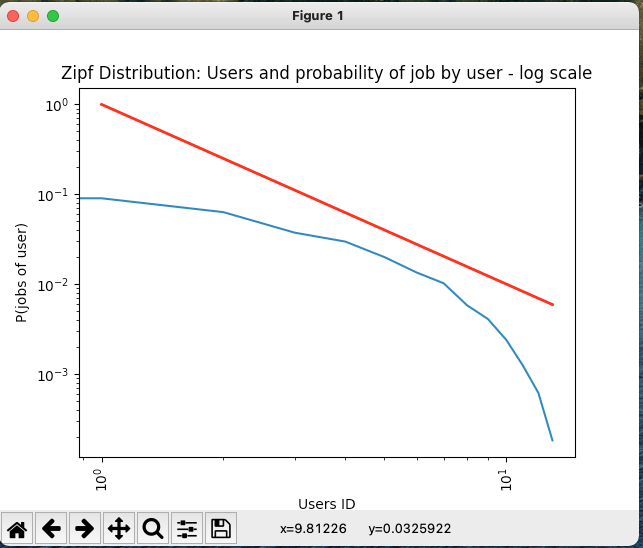 Figure 1
Zipf Distribution: Users and probability of job by user - log scale
10⁰
10⁻¹
10⁻²
10⁻³
P(jobs of user)
10⁰
10¹
Users ID
x=9.81226 y=0.0325922